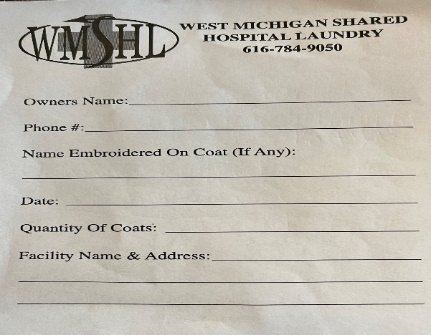 WMSHL
WEST MICHIGAN SHARED
HOSPITAL LAUNDRY
616-784-9050
Owners Name:
Phone #:
Name Embroidered On Coat (If Any):
Date:
Quantity Of Coats:
Facility Name & Address: